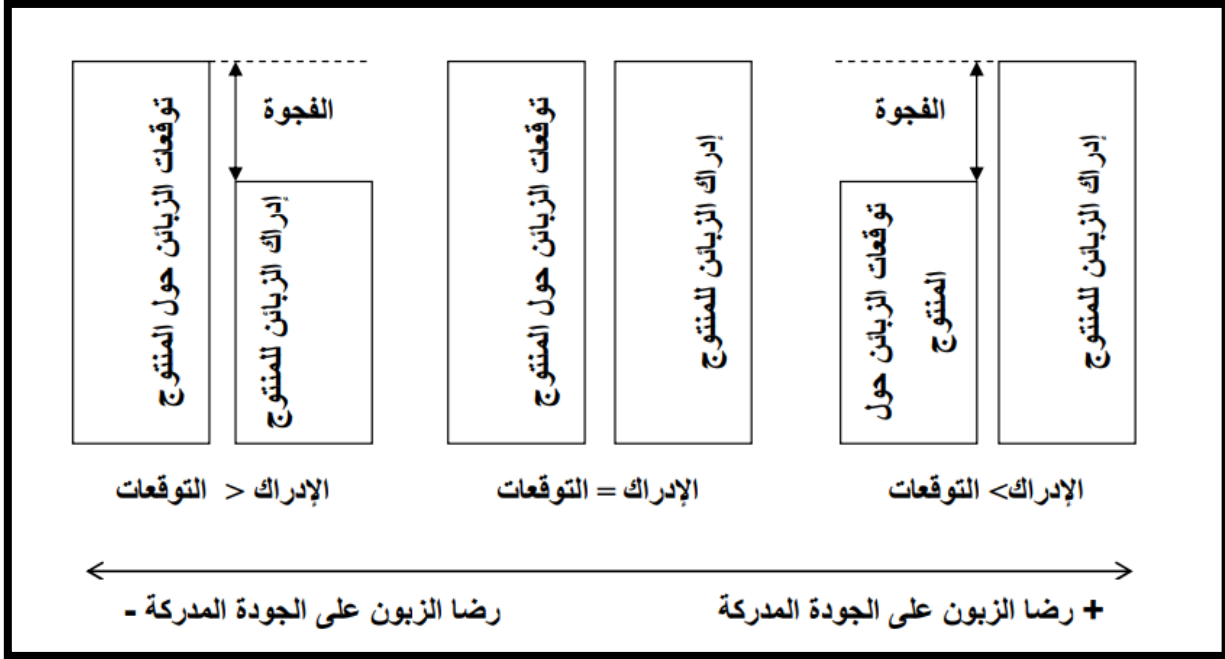 إدراك الزبائن للمنتوج
الفجوة
توقعات الزبائن حول
المنتوج
إدراك الزبائن للمنتوج
توقعات الزبائن حول المنتوج
الفجوة
إدراك الزبائن للمنتوج
توقعات الزبائن حول المنتوج
الإدراك> التوقعات
الإدراك = التوقعات
الإدراك < التوقعات
+ رضا الزبون على الجودة المدركة
رضا الزبون على الجودة المدركة -